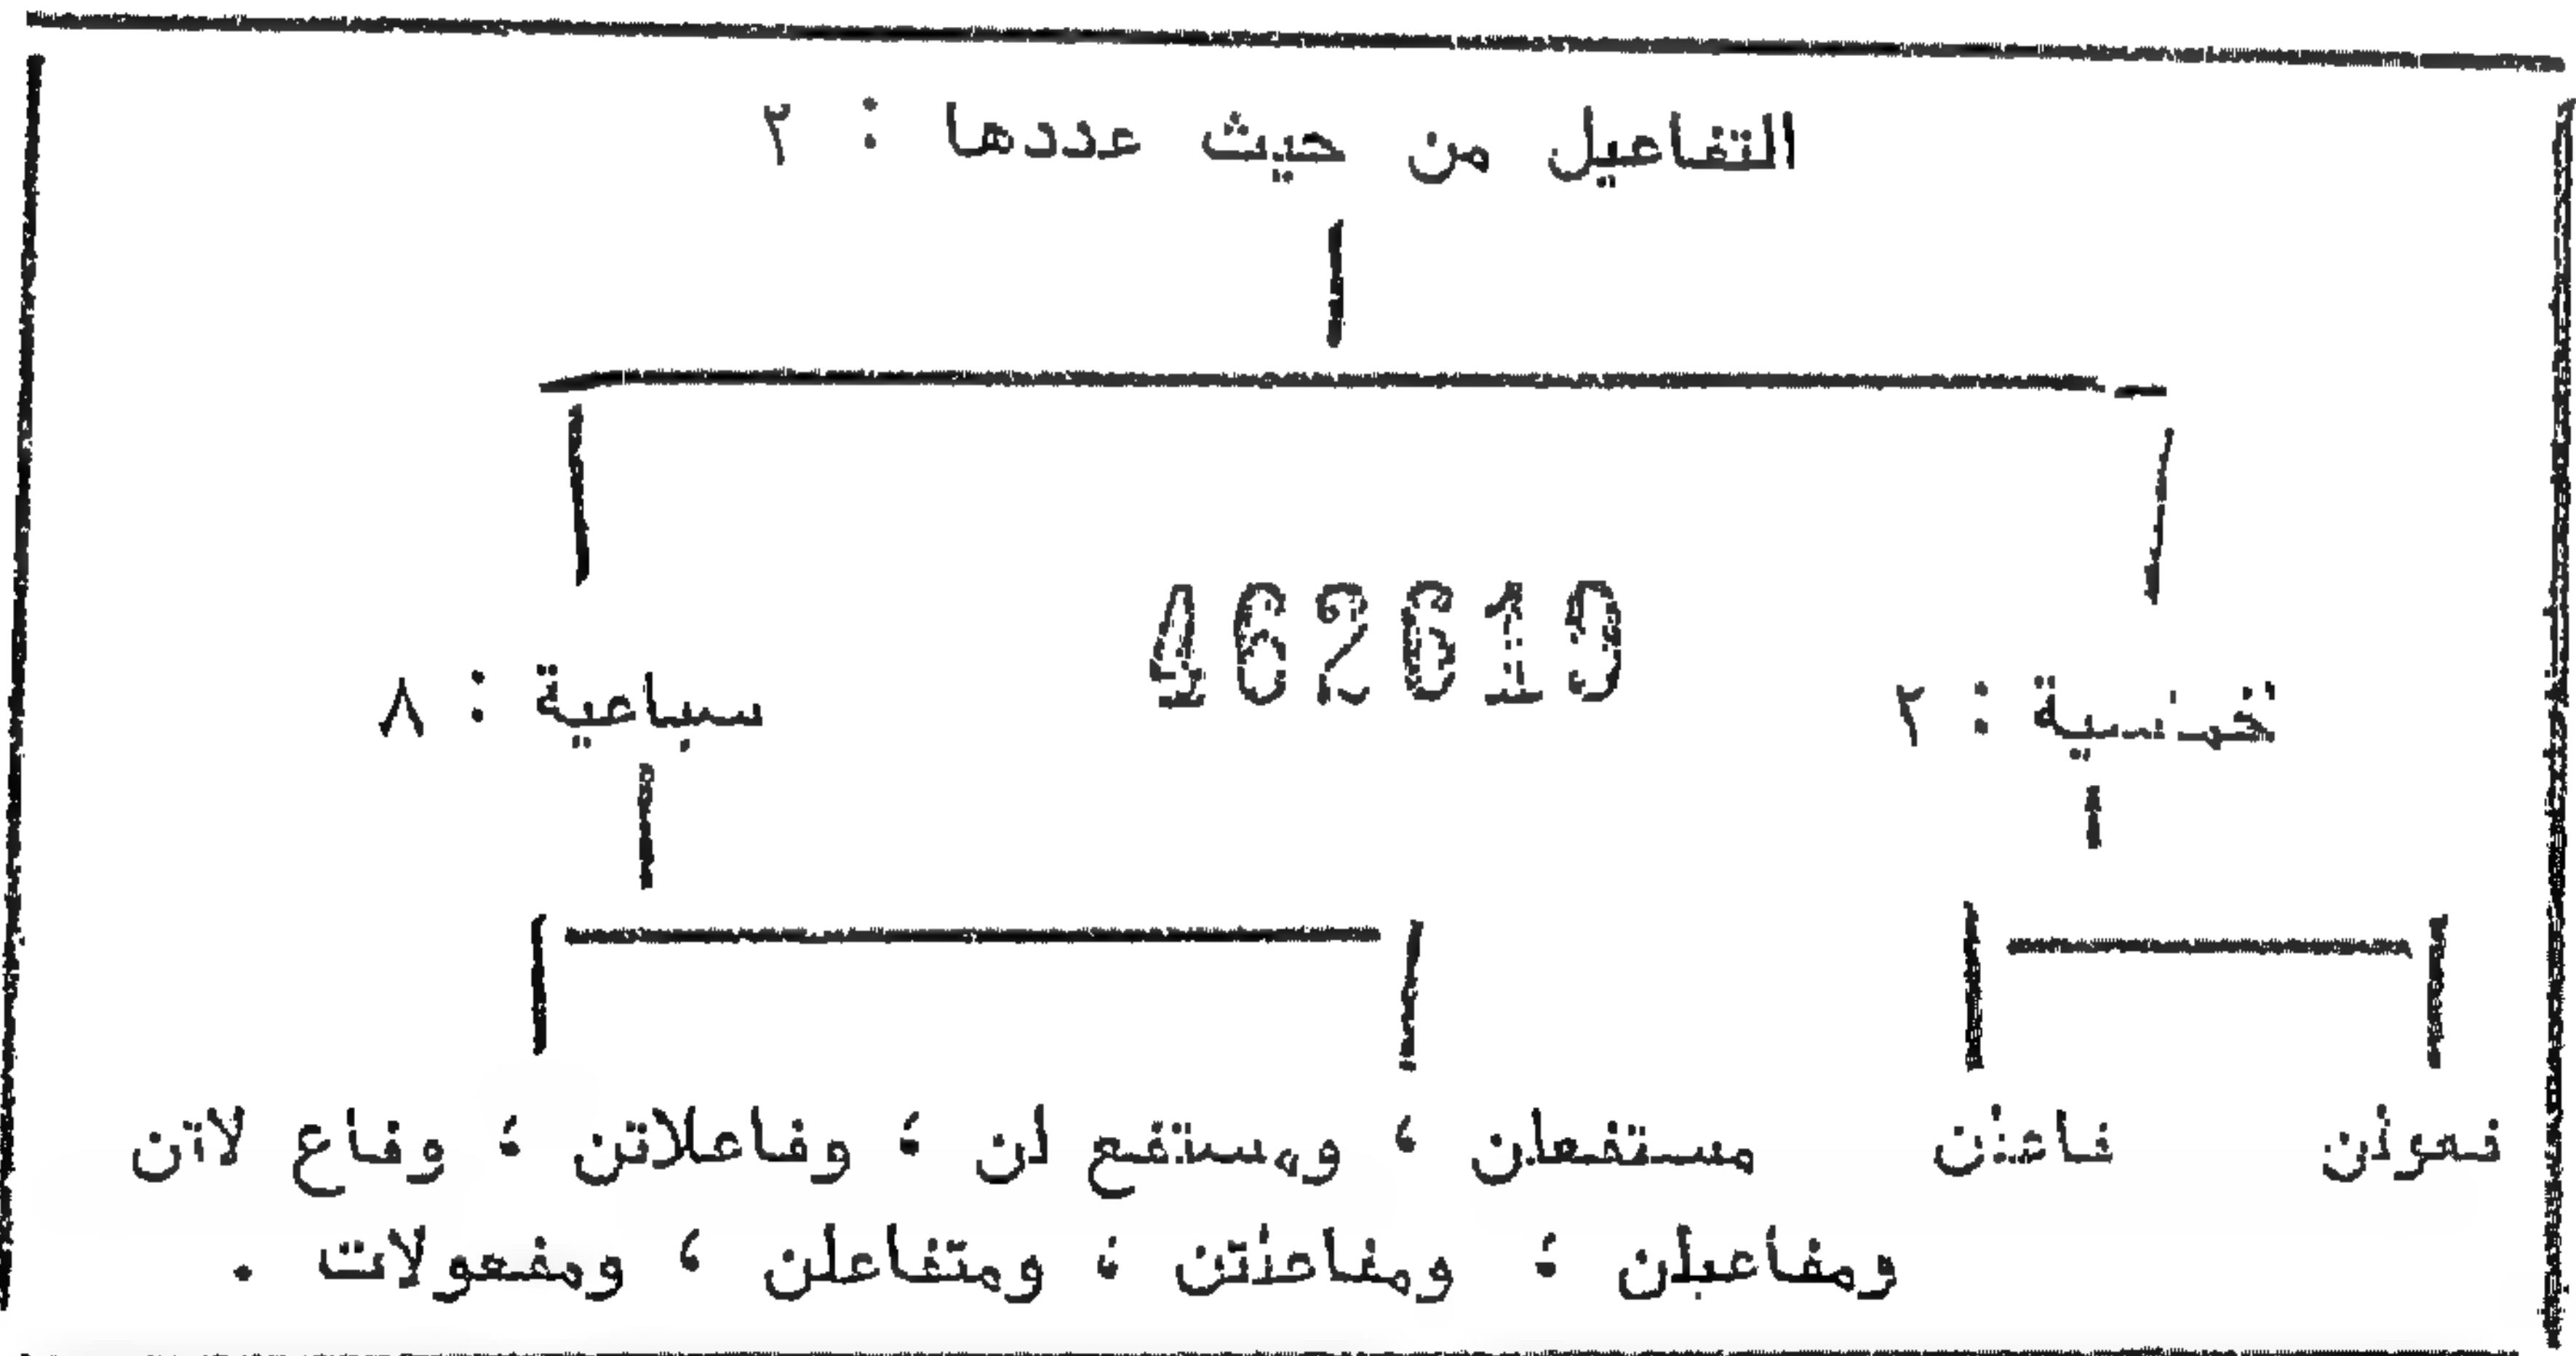 التفاعيل من حيث عددها : ٢
462619
خماسية : ٢
سباعية : ٨
فعولن فاعلن مستفعلن ، ومستفع لن ، وفاعلاتن ، وفاع لاتن
ومفاعيلن ، ومفاعلتن ، ومتفاعلن ، ومفعولات .